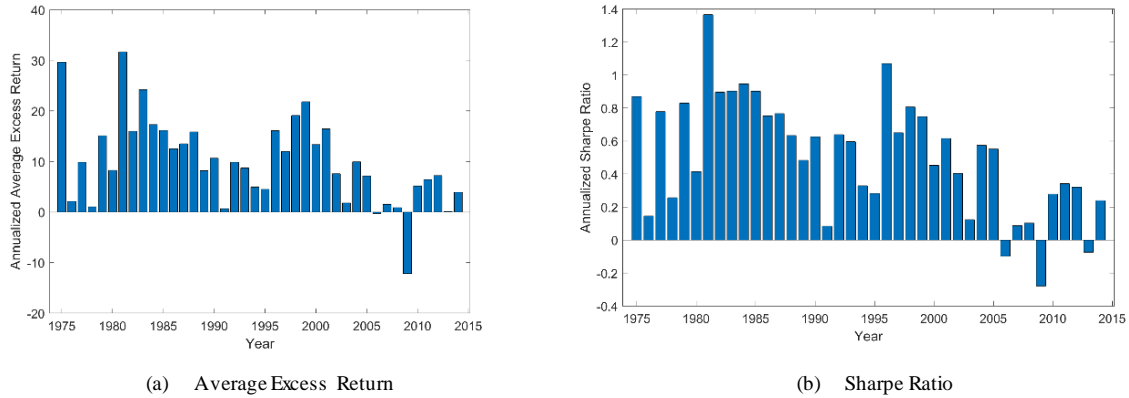 40
30
20
10
0
-10
-20
Annualized Average Excess Return
1975 1980 1985 1990 1995 2000 2005 2010 2015
Year
(a) Average Excess Return
1.4
1.2
1
0.8
0.6
0.4
0.2
0
-0.2
-0.4
Annualized Sharpe Ratio
1975 1980 1985 1990 1995 2000 2005 2010 2015
Year
(b) Sharpe Ratio